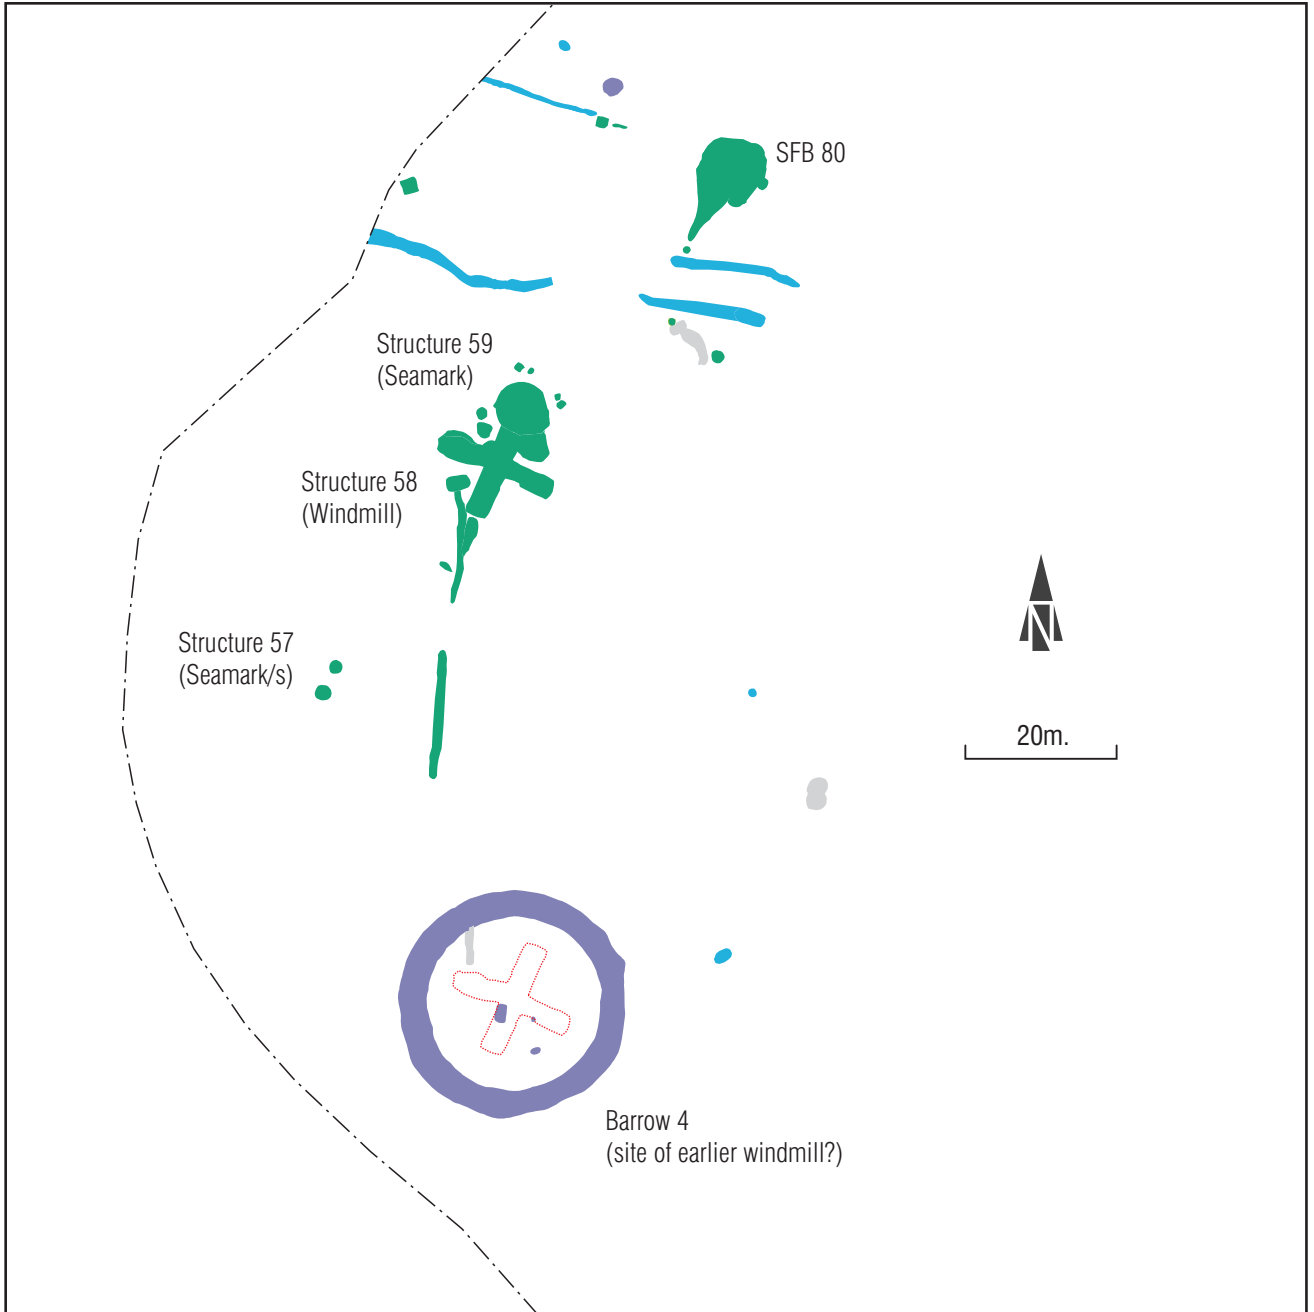 SFB 80
Structure 59
(Seamark)
Structure 58
(Windmill)
N
Structure 57
(Seamark/s)
20m.
Barrow 4
(site of earlier windmill?)